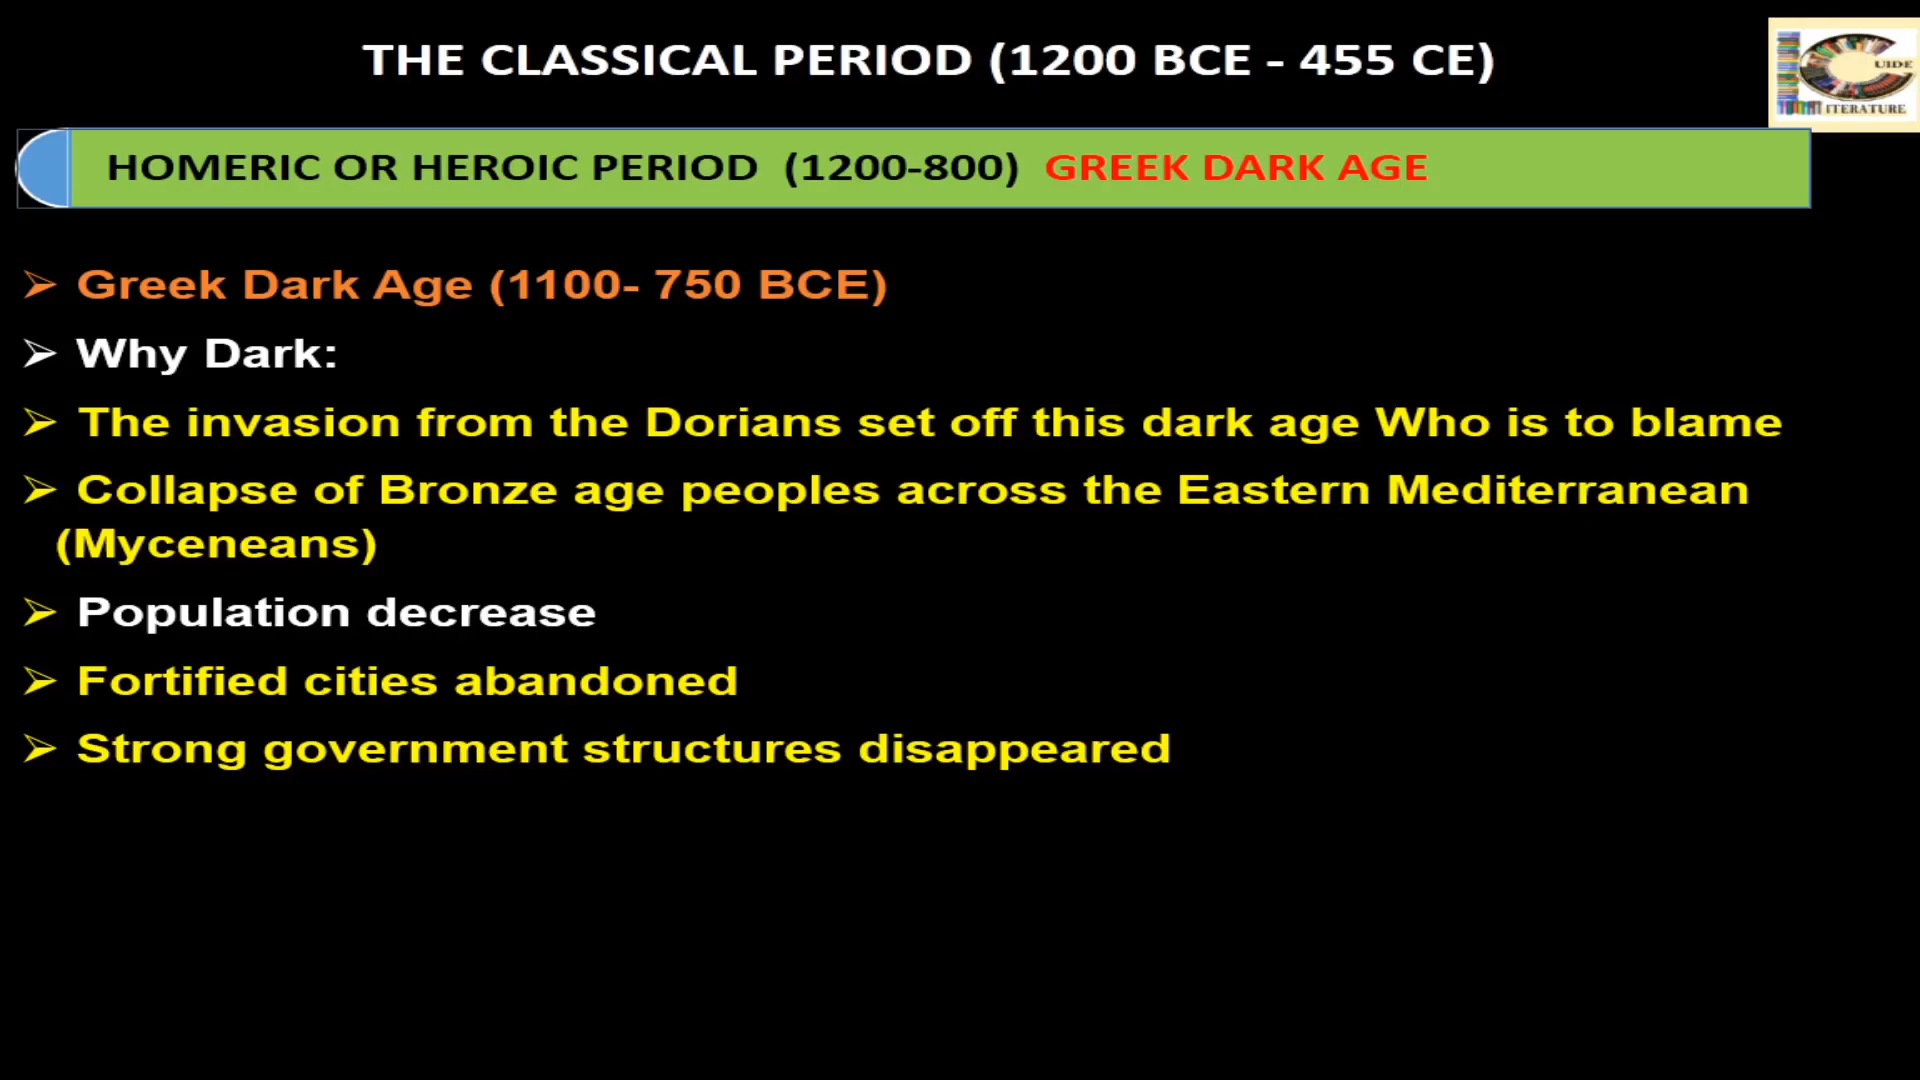 THE CLASSICAL PERIOD (1200 BCE - 455 CE)
UIDE
ITERATURE
HOMERIC OR HEROIC PERIOD (1200-800) GREEK DARK AGE
➢ Greek Dark Age (1100- 750 BCE)
➢ Why Dark:
➢ The invasion from the Dorians set off this dark age Who is to blame
➢ Collapse of Bronze age peoples across the Eastern Mediterranean
(Myceneans)
➢ Population decrease
➢ Fortified cities abandoned
➢ Strong government structures disappeared